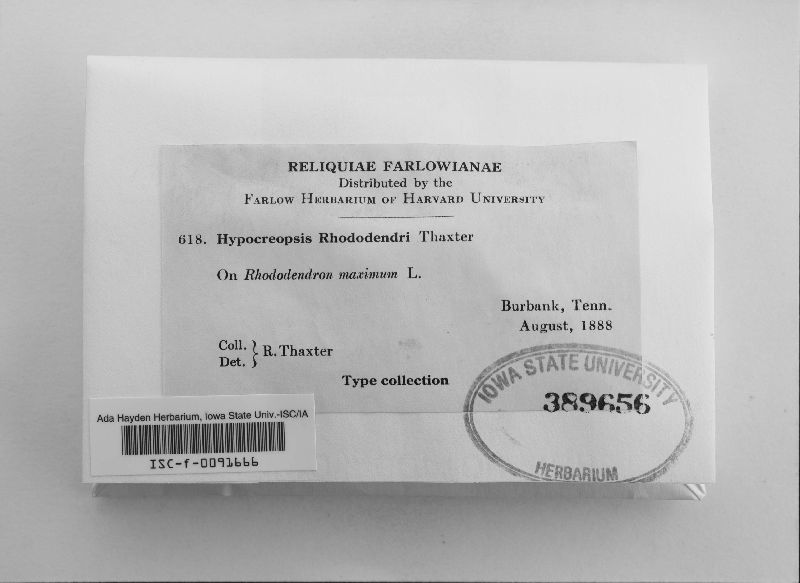 RELIQUIAE FARLOWIANAE
Distributed by the
FARLOW HERBARIUM OF HARVARD UNIVERSITY
618. Hypocreopsis Rhododendri Thaxter
On Rhododendron maximum L.
Burbank, Tenn.
August, 1888
Coll.
Det. } R. Thaxter
Type collection
IOWA STATE UNIVERSITY
389656
HERBARIUM
Ada Hayden Herbarium, Iowa State Univ.-ISC/IA
ISC-f-0091666